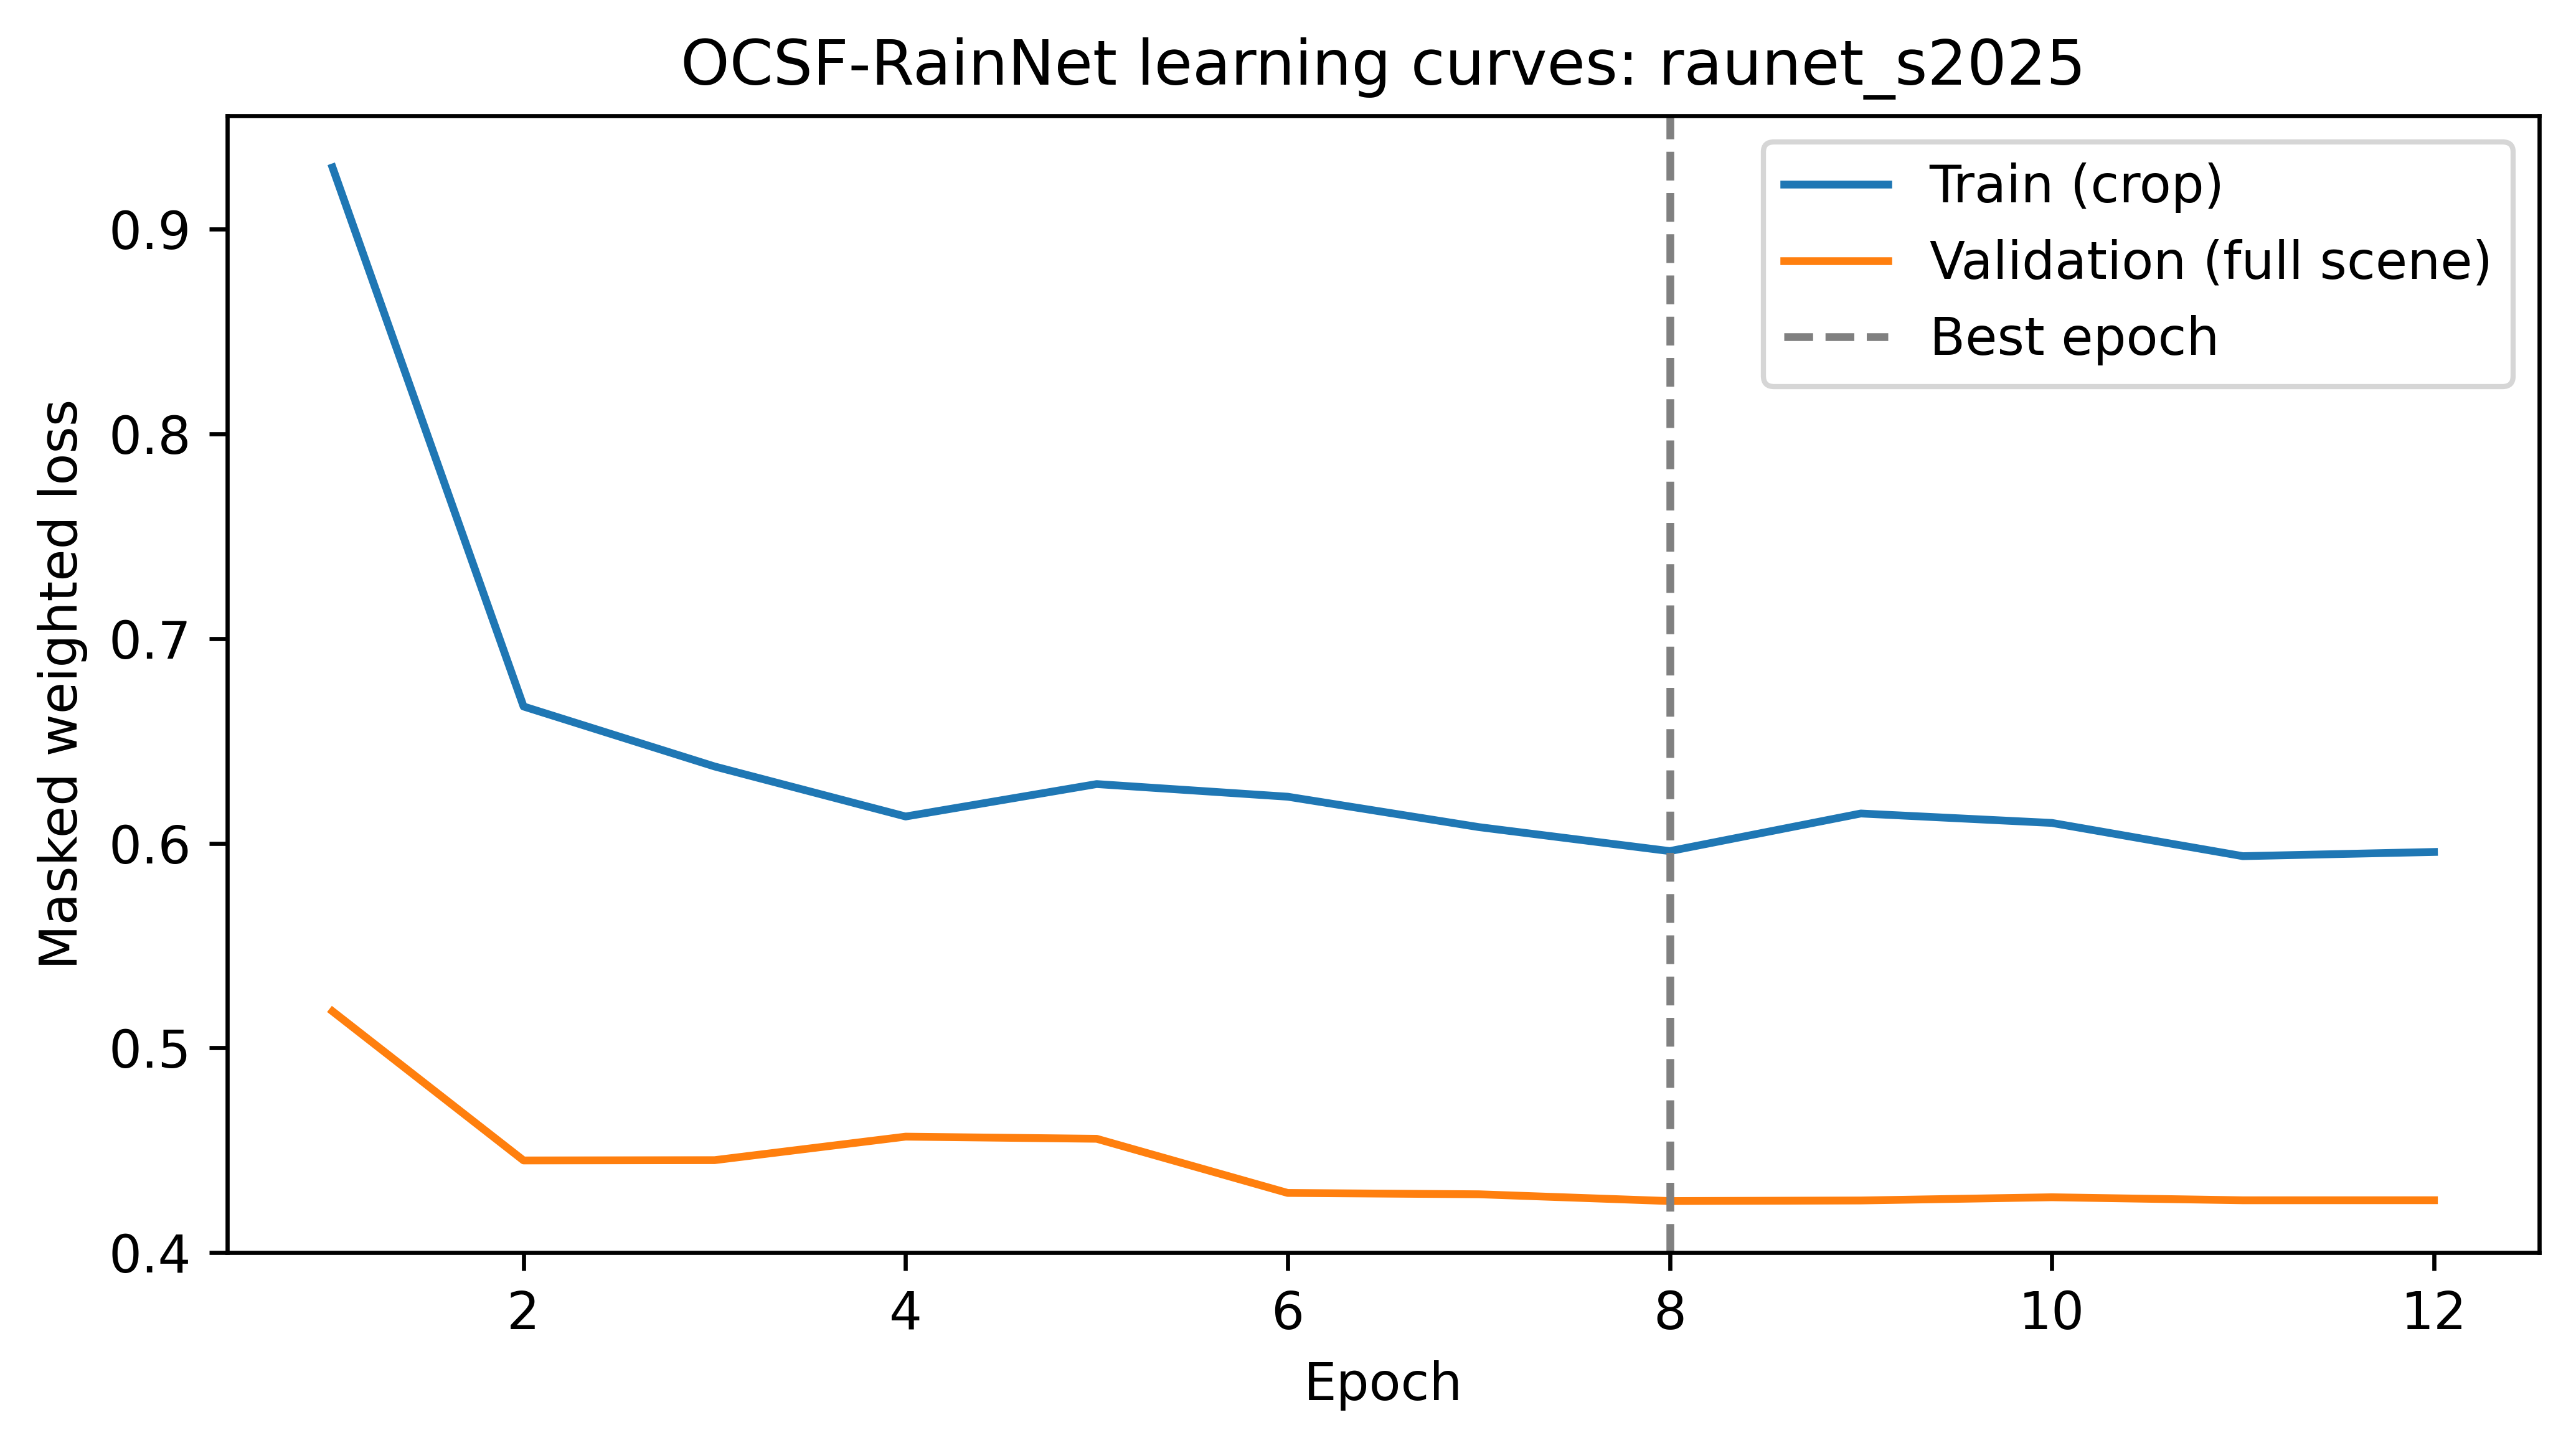 OCSF-RainNet learning curves: raunet_s2025
Train (crop)
Validation (full scene)
Best epoch
Masked weighted loss
0.9
0.8
0.7
0.6
0.5
0.4
2 4 6 8 10 12
Epoch